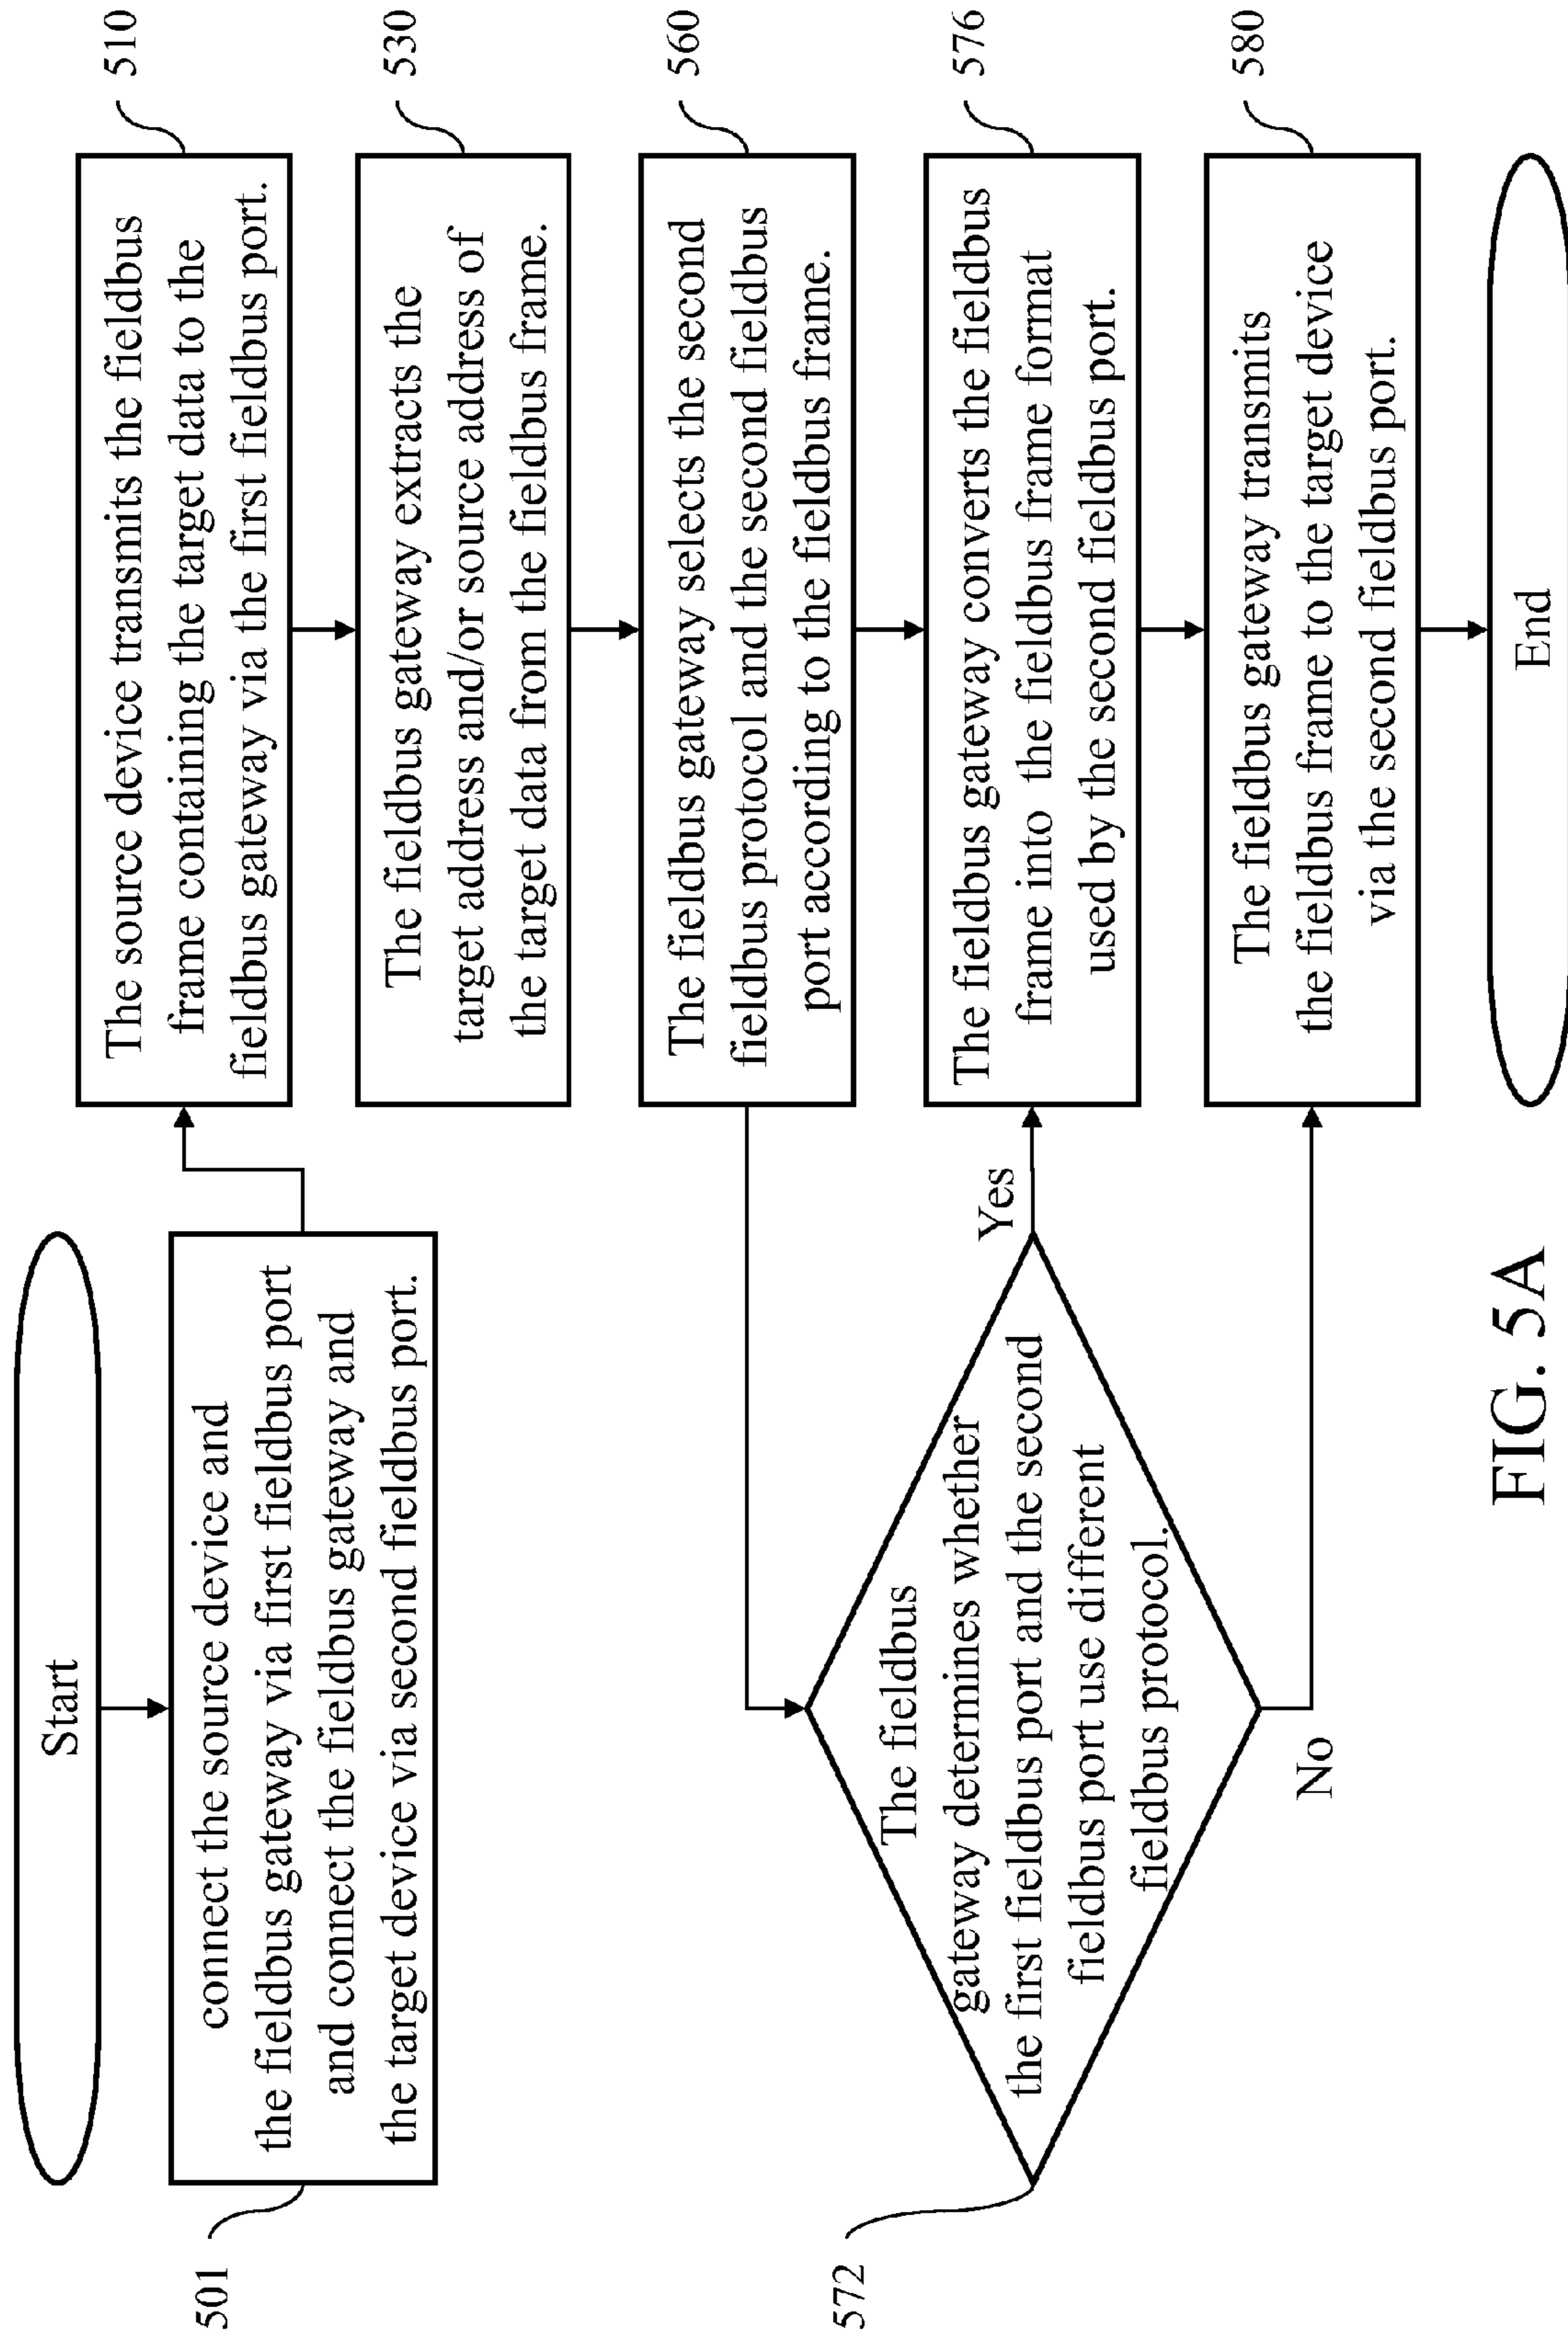 Start
connect the source device and
the fieldbus gateway via first fieldbus port
and connect the fieldbus gateway and
the target device via second fieldbus port.
501
The source device transmits the fieldbus
frame containing the target data to the
fieldbus gateway via the first fieldbus port.
510
The fieldbus gateway extracts the
target address and/or source address of
the target data from the fieldbus frame.
530
The fieldbus gateway selects the second
fieldbus protocol and the second fieldbus
port according to the fieldbus frame.
560
The fieldbus
gateway determines whether
the first fieldbus port and the second
fieldbus port use different
fieldbus protocol.
572
Yes
No
The fieldbus gateway converts the fieldbus
frame into the fieldbus frame format
used by the second fieldbus port.
576
The fieldbus gateway transmits
the fieldbus frame to the target device
via the second fieldbus port.
580
End
FIG. 5A